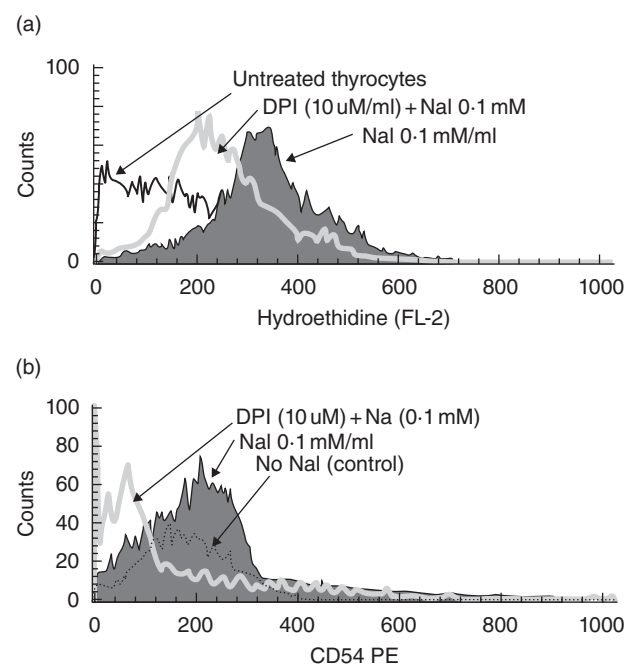 (a)
100
Untreated thyrocytes
DPI (10 uM/ml) + NaI 0·1 mM
NaI 0·1 mM/ml
Counts
0
0 200 400 600 800 1000
Hydroethidine (FL-2)
(b)
100
DPI (10 uM) + Na (0·1 mM)
80
NaI 0·1 mM/ml
No NaI (control)
60
Counts
40
20
0
0 200 400 600 800 1000
CD54 PE